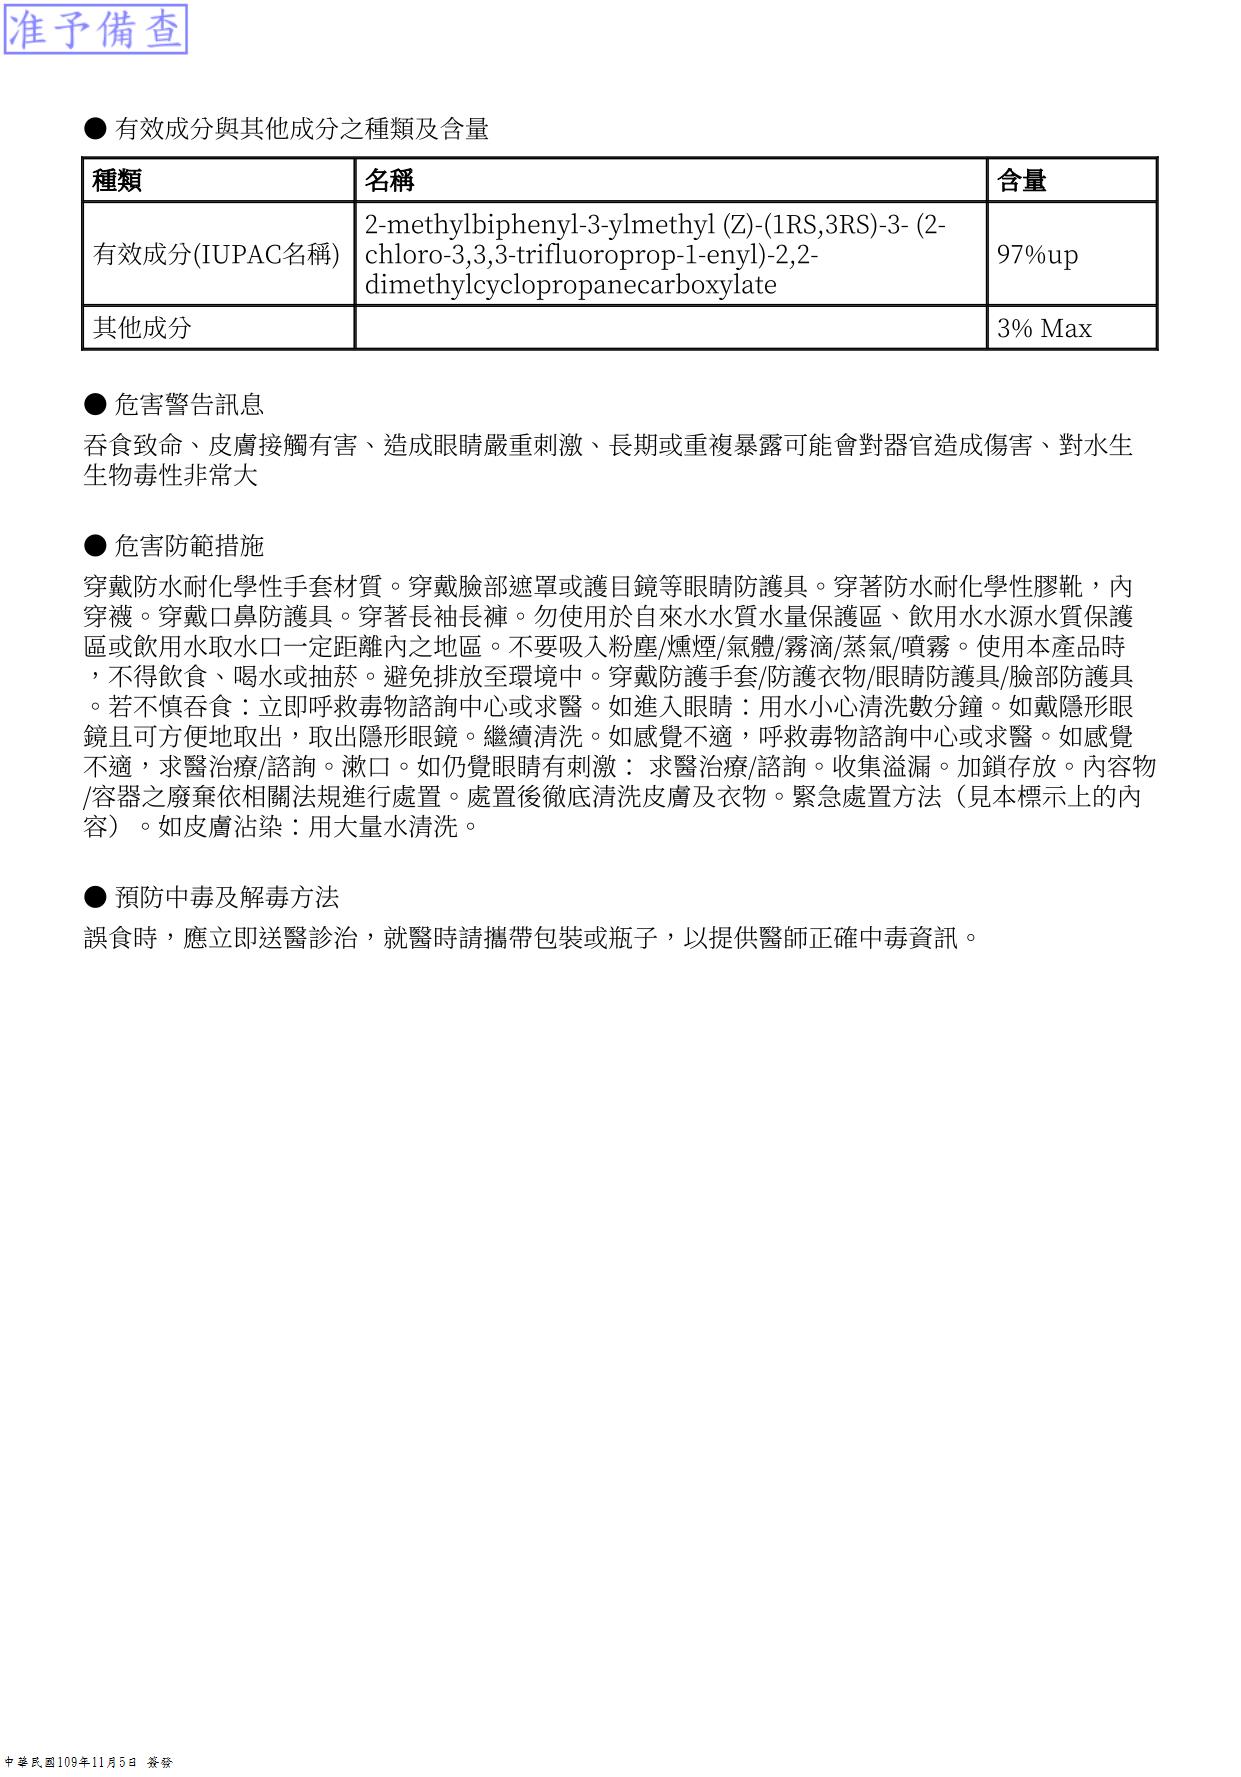 准予備查
● 有效成分與其他成分之種類及含量
種類 名稱 含量
有效成分(IUPAC名稱) 2-methylbiphenyl-3-ylmethyl (Z)-(1RS,3RS)-3- (2-
chloro-3,3,3-trifluoroprop-1-enyl)-2,2-
dimethylcyclopropanecarboxylate 97%up
其他成分 3% Max
● 危害警告訊息
吞食致命、皮膚接觸有害、造成眼睛嚴重刺激、長期或重複暴露可能會對器官造成傷害、對水生
生物毒性非常大
● 危害防範措施
穿戴防水耐化學性手套材質。穿戴臉部遮罩或護目鏡等眼睛防護具。穿著防水耐化學性膠靴，內
穿襪。穿戴口鼻防護具。穿著長袖長褲。勿使用於自來水水質水量保護區、飲用水水源水質保護
區或飲用水取水口一定距離內之地區。不要吸入粉塵/燻煙/氣體/霧滴/蒸氣/噴霧。使用本產品時
，不得飲食、喝水或抽菸。避免排放至環境中。穿戴防護手套/防護衣物/眼睛防護具/臉部防護具
。若不慎吞食：立即呼救毒物諮詢中心或求醫。如進入眼睛：用水小心清洗數分鐘。如戴隱形眼
鏡且可方便地取出，取出隱形眼鏡。繼續清洗。如感覺不適，呼救毒物諮詢中心或求醫。如感覺
不適，求醫治療/諮詢。漱口。如仍覺眼睛有刺激： 求醫治療/諮詢。收集溢漏。加鎖存放。內容物
/容器之廢棄依相關法規進行處置。處置後徹底清洗皮膚及衣物。緊急處置方法（見本標示上的內
容）。如皮膚沾染：用大量水清洗。
● 預防中毒及解毒方法
誤食時，應立即送醫診治，就醫時請攜帶包裝或瓶子，以提供醫師正確中毒資訊。
中華民國109年11月5日 簽發